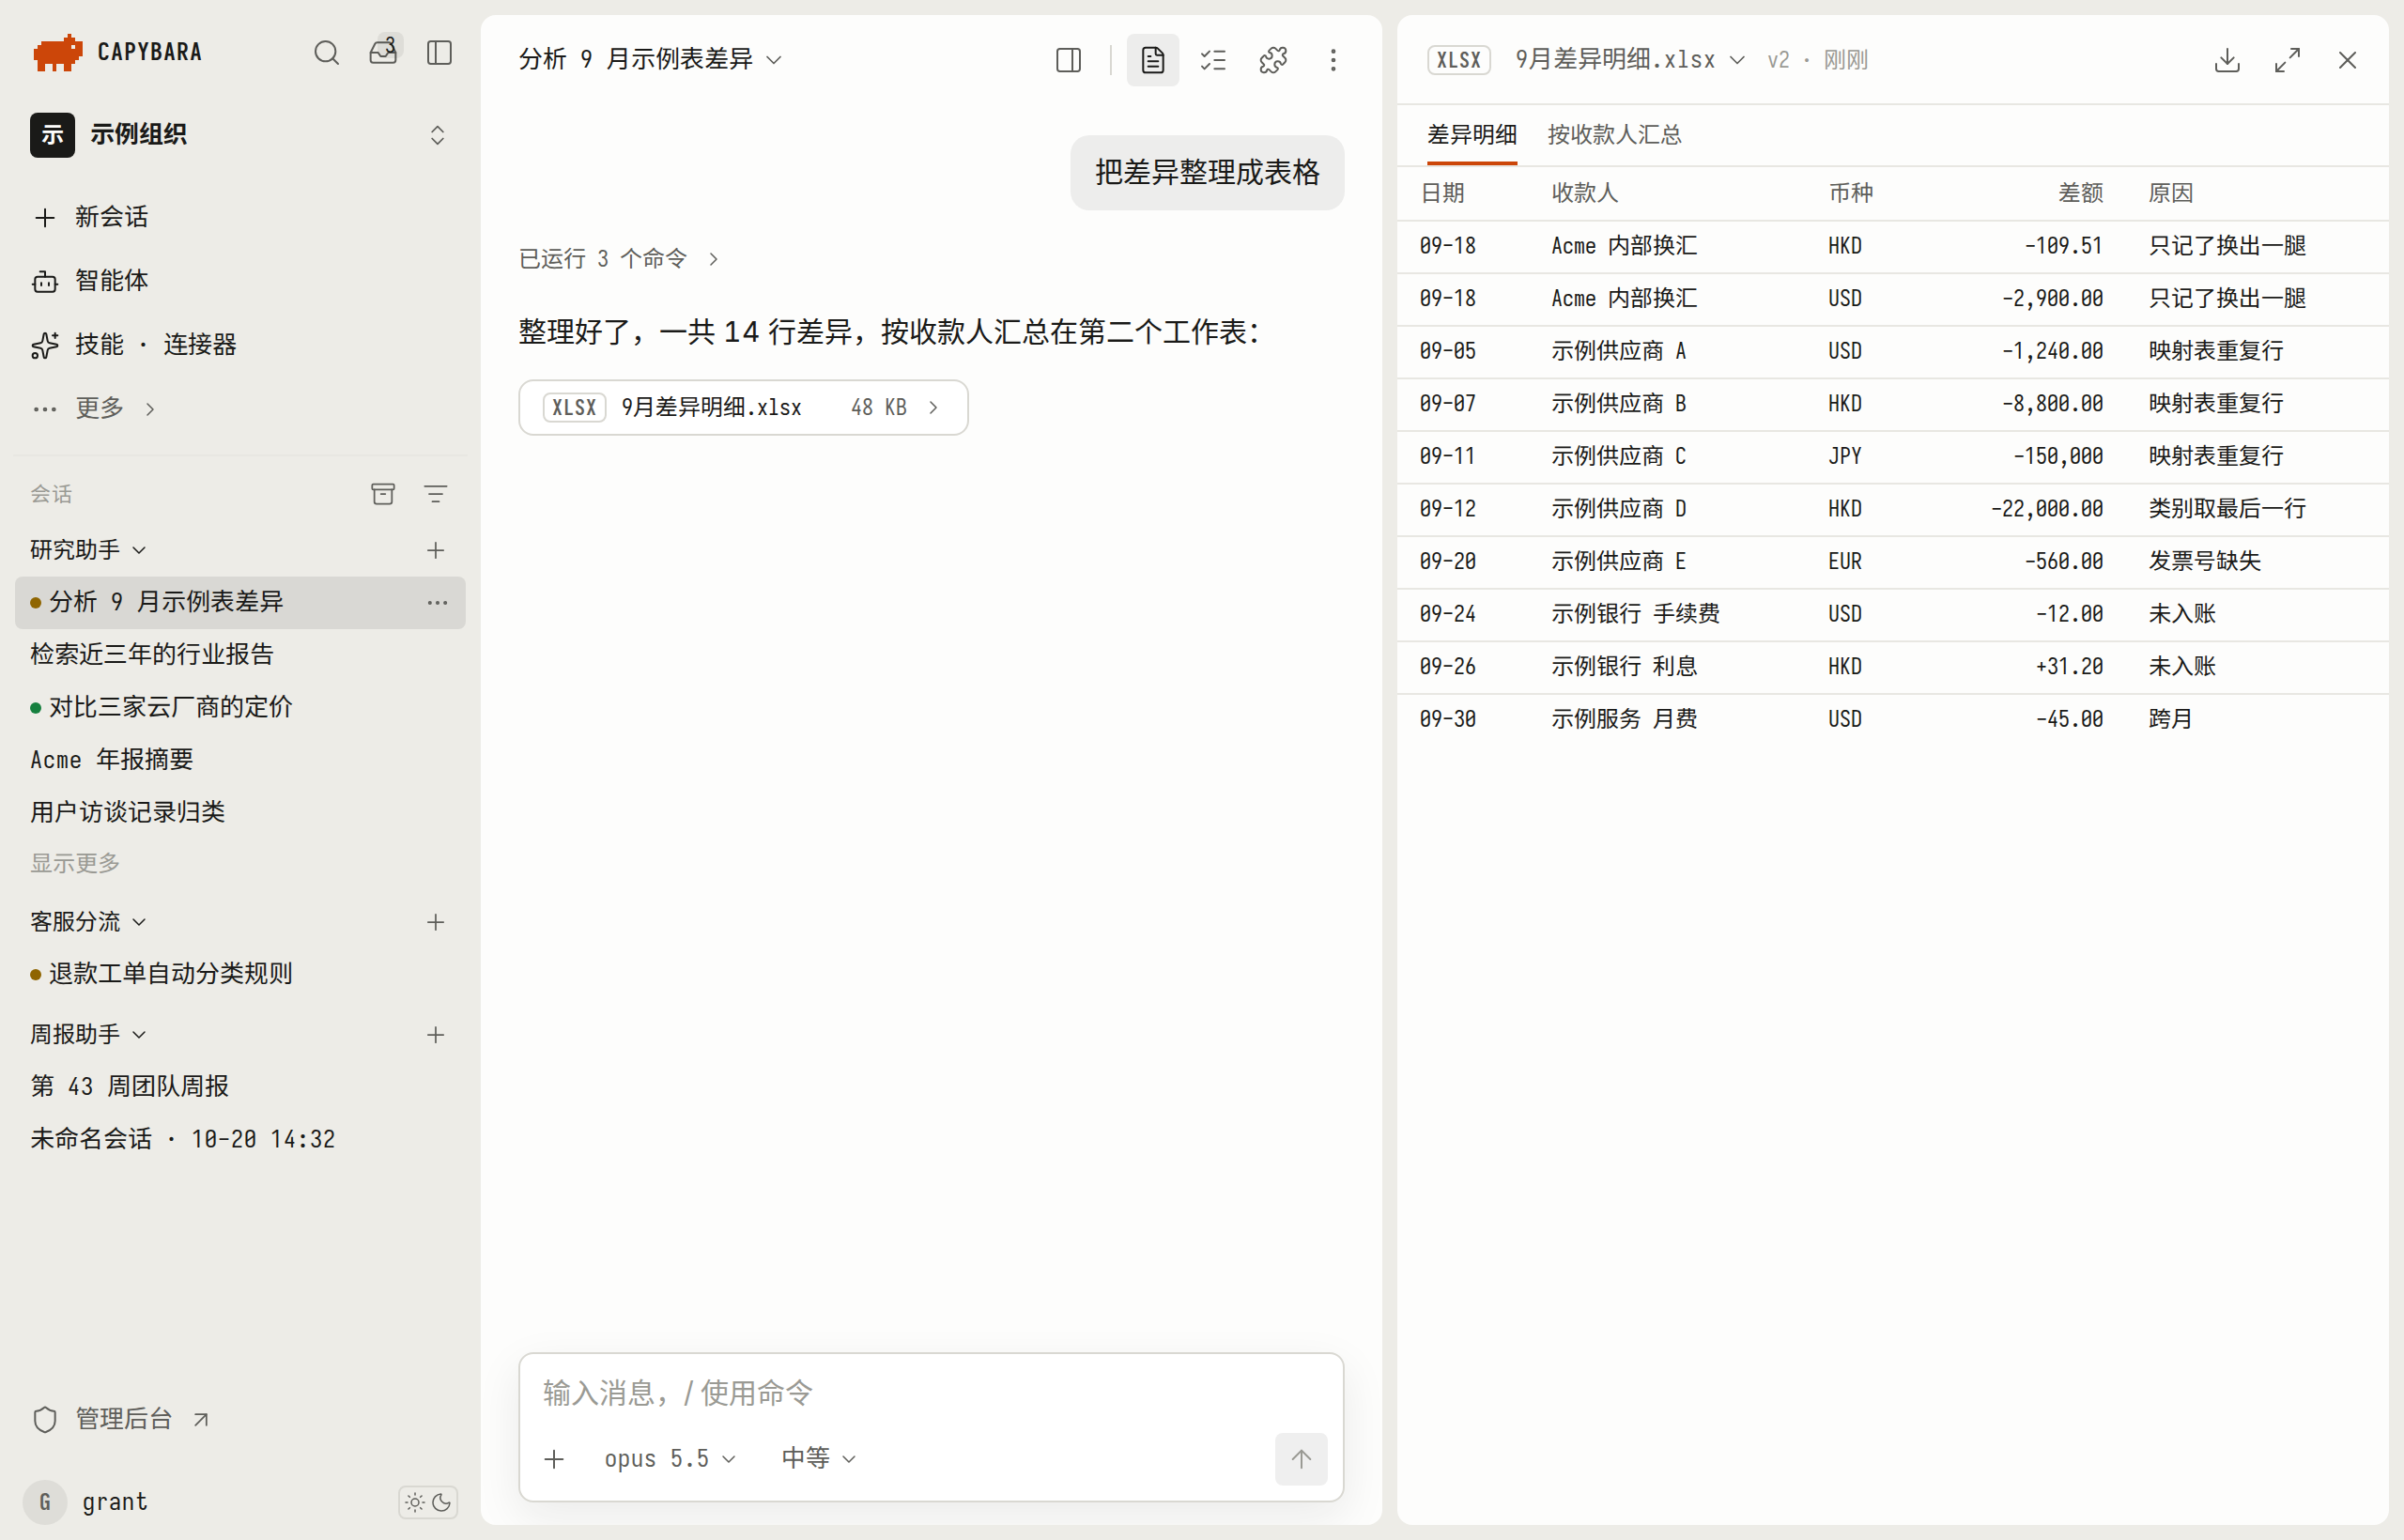 CAPYBARA
3
示 示例组织
新会话
智能体
技能 · 连接器
更多
会话
研究助手
分析 9 月示例表差异
检索近三年的行业报告
对比三家云厂商的定价
Acme 年报摘要
用户访谈记录归类
显示更多
客服分流
退款工单自动分类规则
周报助手
第 43 周团队周报
未命名会话 · 10-20 14:32
管理后台
G grant
分析 9 月示例表差异
把差异整理成表格
已运行 3 个命令
整理好了，一共 14 行差异，按收款人汇总在第二个工作表：
XLSX 9月差异明细.xlsx 48 KB
输入消息，/ 使用命令
opus 5.5 中等
XLSX 9月差异明细.xlsx v2 · 刚刚
差异明细 按收款人汇总
日期 收款人 币种 差额 原因
09-18 Acme 内部换汇 HKD -109.51 只记了换出一腿
09-18 Acme 内部换汇 USD -2,900.00 只记了换出一腿
09-05 示例供应商 A USD -1,240.00 映射表重复行
09-07 示例供应商 B HKD -8,800.00 映射表重复行
09-11 示例供应商 C JPY -150,000 映射表重复行
09-12 示例供应商 D HKD -22,000.00 类别取最后一行
09-20 示例供应商 E EUR -560.00 发票号缺失
09-24 示例银行 手续费 USD -12.00 未入账
09-26 示例银行 利息 HKD +31.20 未入账
09-30 示例服务 月费 USD -45.00 跨月